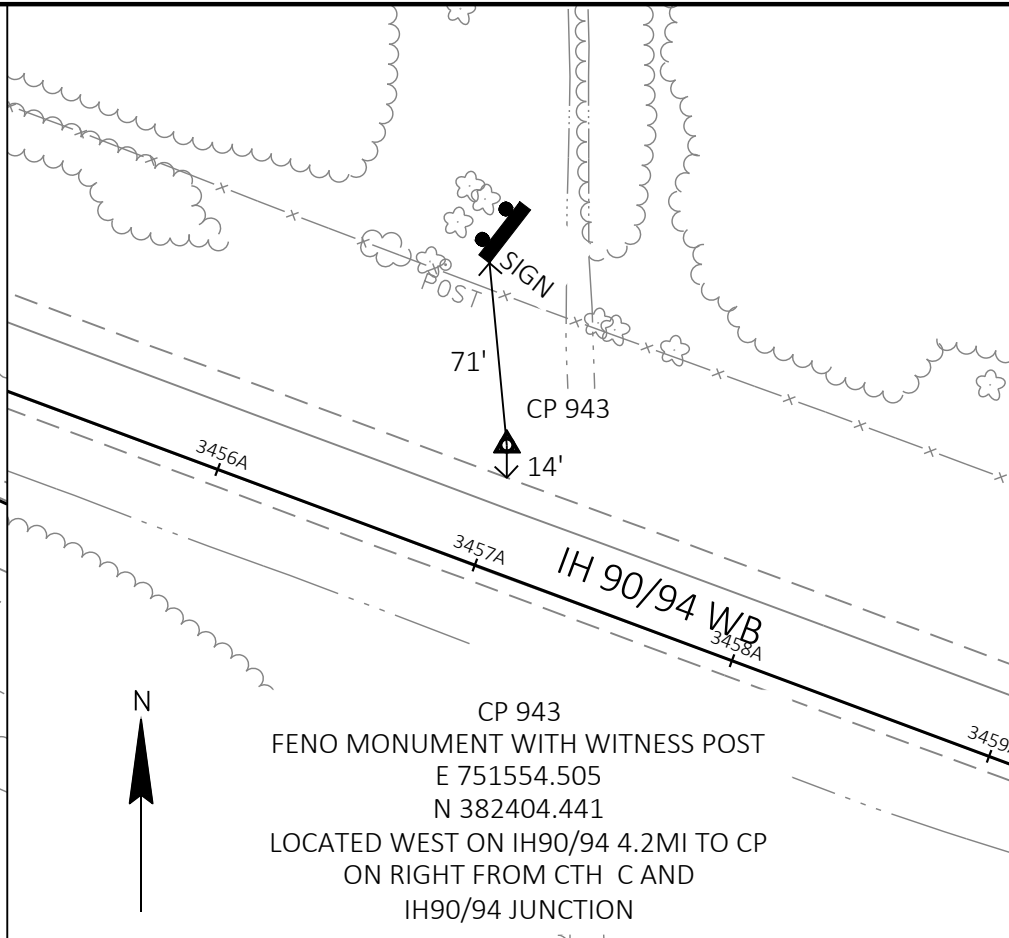 SIGN
POST
71'
CP 943
14'
3456A
3457A
IH 90/94 WB
3458A
3459
N
CP 943
FENO MONUMENT WITH WITNESS POST
E 751554.505
N 382404.441
LOCATED WEST ON IH90/94 4.2MI TO CP
ON RIGHT FROM CTH  C AND
IH90/94 JUNCTION